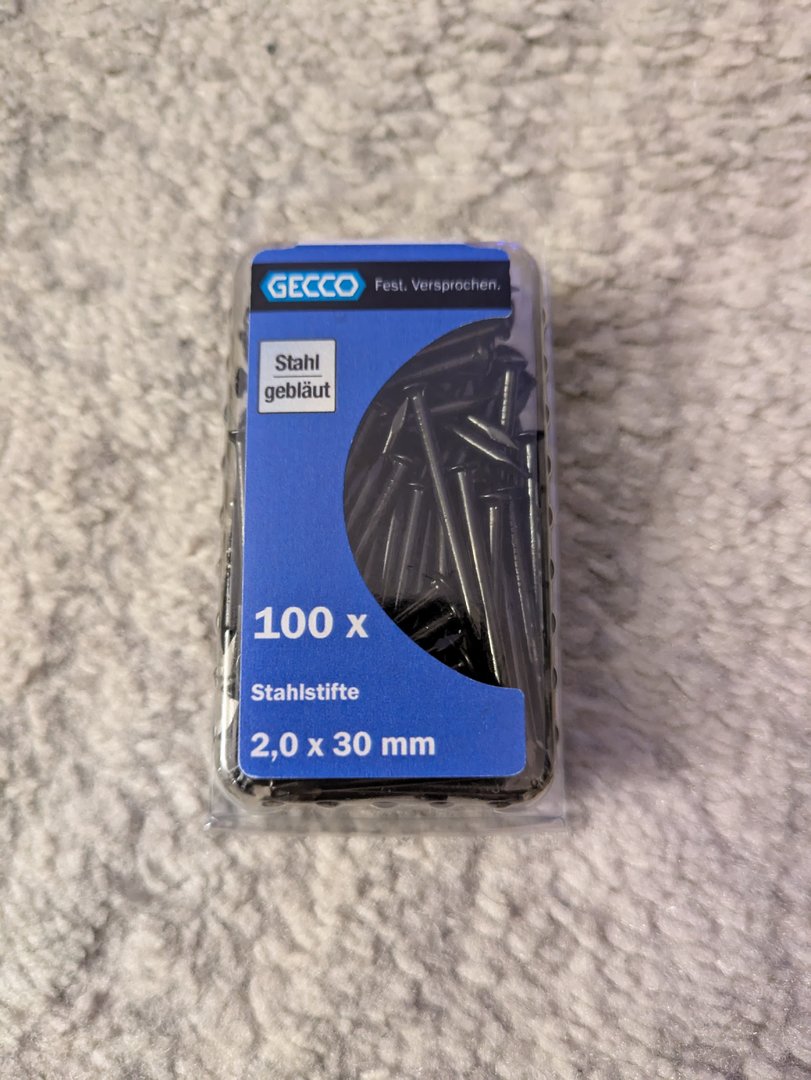 GECCO Fest. Versprochen.
Stahl
gebläut
100 x
Stahlstifte
2,0 x 30 mm